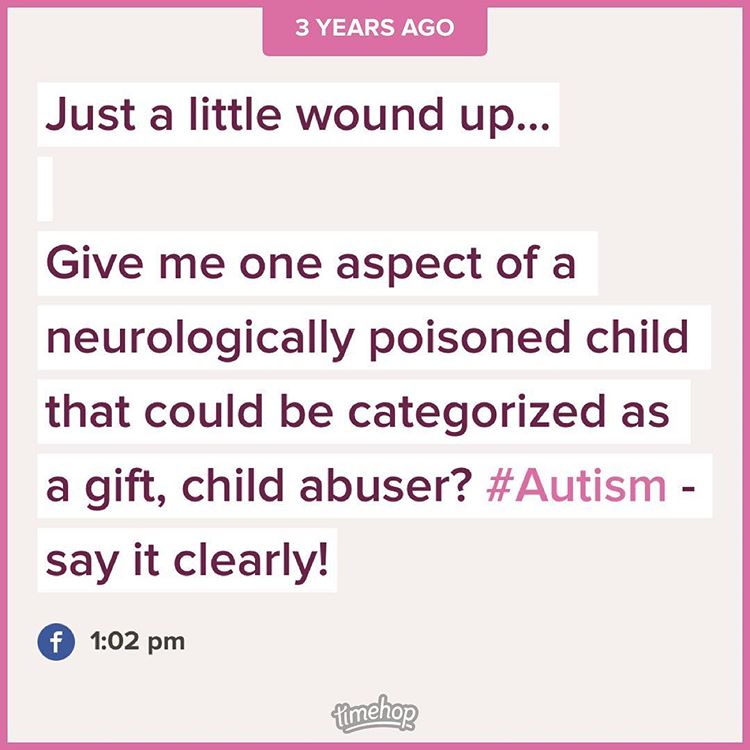 3 YEARS AGO
Just a little wound up...
Give me one aspect of a
neurologically poisoned child
that could be categorized as
a gift, child abuser? #Autism -
say it clearly!
f 1:02 pm
timehop